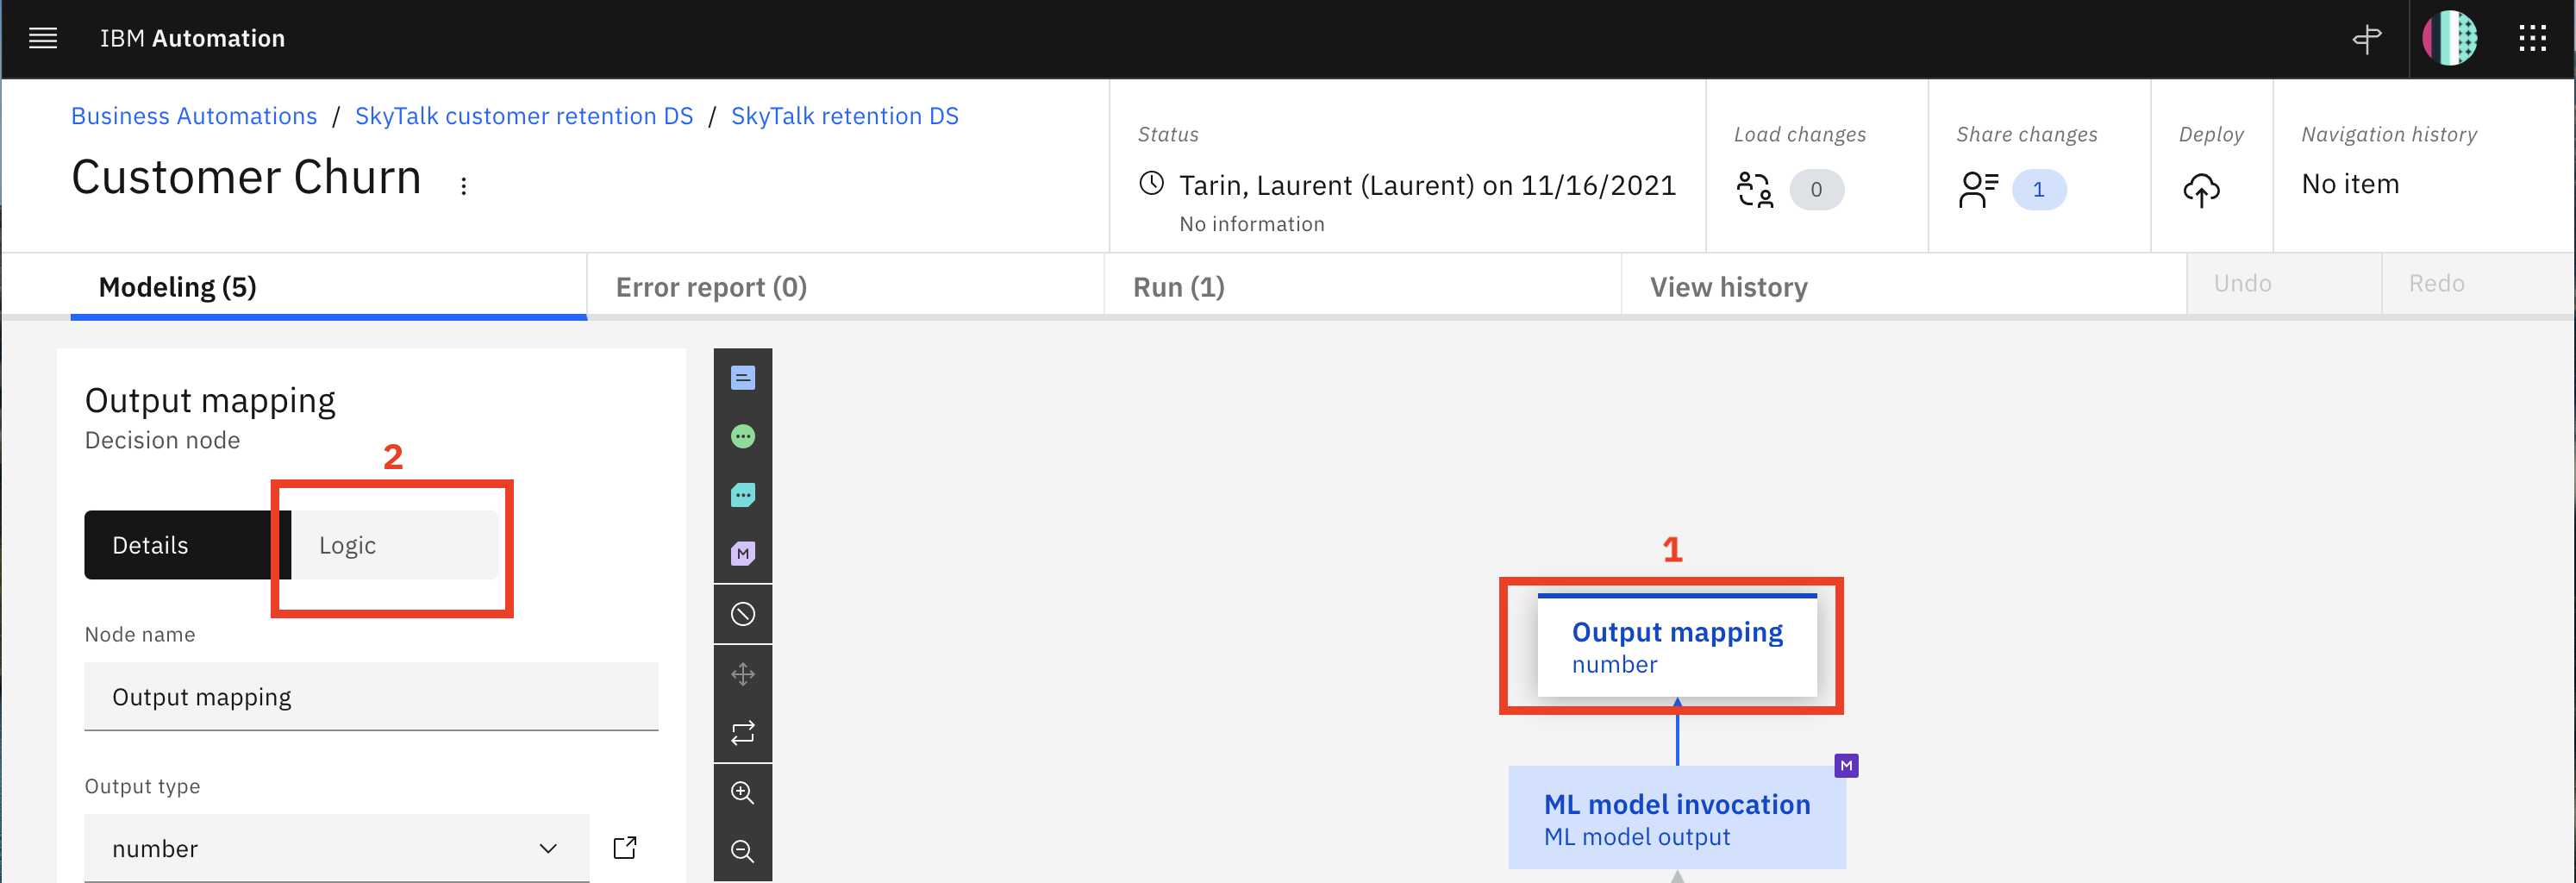 IBM Automation
Business Automations / SkyTalk customer retention DS / SkyTalk retention DS
Customer Churn
Status
Tarin, Laurent (Laurent) on 11/16/2021
No information
Load changes
0
Share changes
1
Deploy
Navigation history
No item
Modeling (5)
Error report (0)
Run (1)
View history
Undo
Redo
Output mapping
Decision node
2
Details
Logic
Node name
Output mapping
Output type
number
M
1
Output mapping
number
M
ML model invocation
ML model output